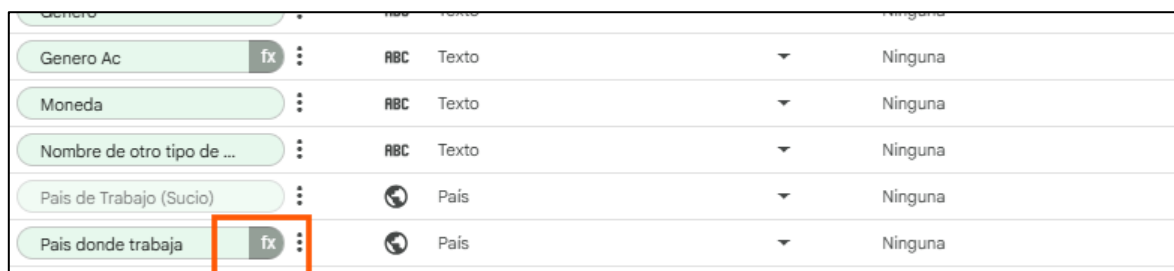 Genero Ac fx ABC Texto Ninguna
Moneda ABC Texto Ninguna
Nombre de otro tipo de ... ABC Texto Ninguna
Pais de Trabajo (Sucio) País Ninguna
Pais donde trabaja fx País Ninguna